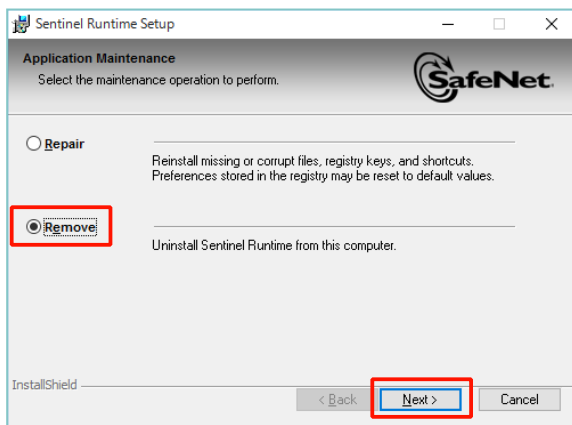 Sentinel Runtime Setup
Application Maintenance
Select the maintenance operation to perform.
SafeNet.
Repair
Reinstall missing or corrupt files, registry keys, and shortcuts.
Preferences stored in the registry may be reset to default values.
Remove
Uninstall Sentinel Runtime from this computer.
InstallShield
< Back
Next >
Cancel